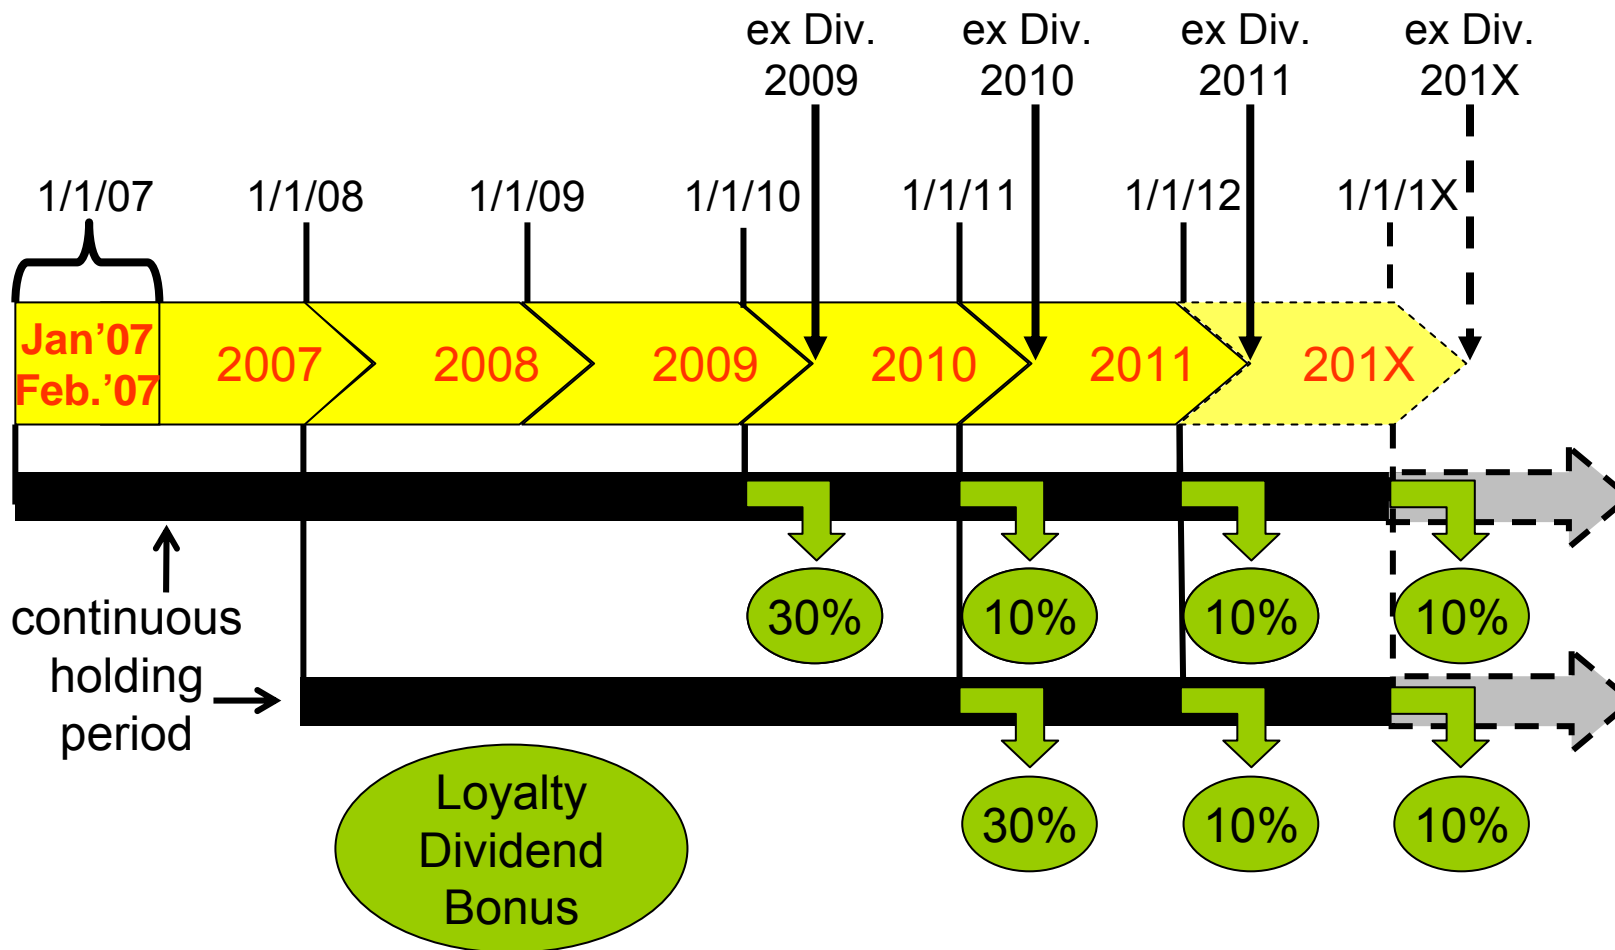 ex Div.
2009
ex Div.
2010
ex Div.
2011
ex Div.
201X
1/1/07
1/1/08
1/1/09
1/1/10
1/1/11
1/1/12
1/1/1X
Jan’07
Feb.’07
2007
2008
2009
2010
2011
201X
30%
10%
10%
10%
continuous
holding
period
30%
10%
10%
Loyalty
Dividend
Bonus